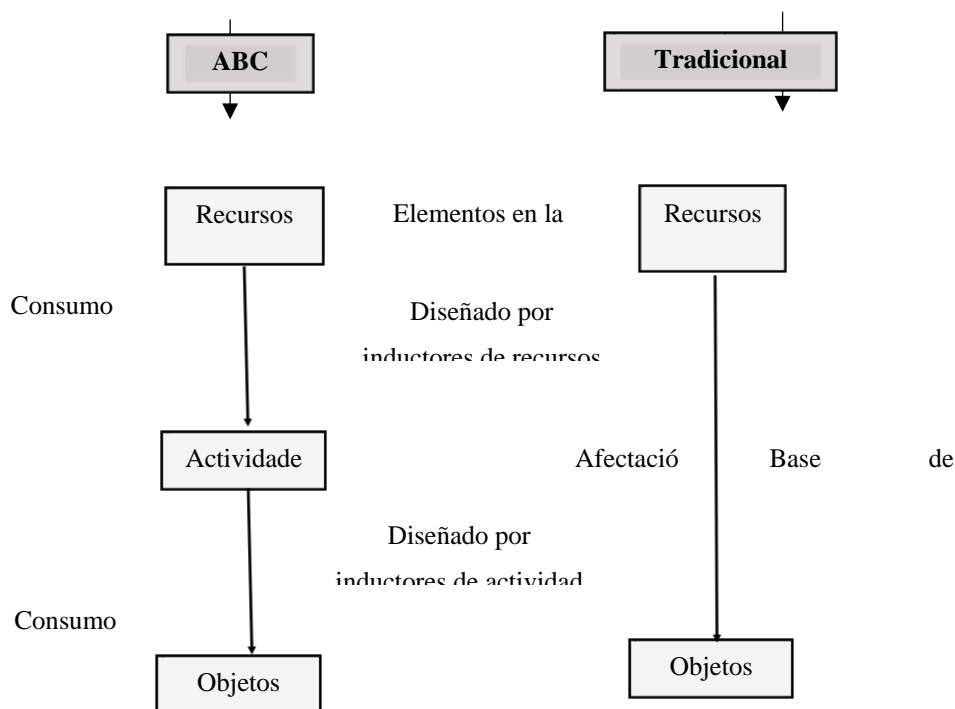 ABC
Tradicional
Recursos
Elementos en la
Recursos
Consumo
Diseñado por
inductores de recursos
Actividade
Afectació
Base de
Diseñado por
inductores de actividad
Consumo
Objetos
Objetos